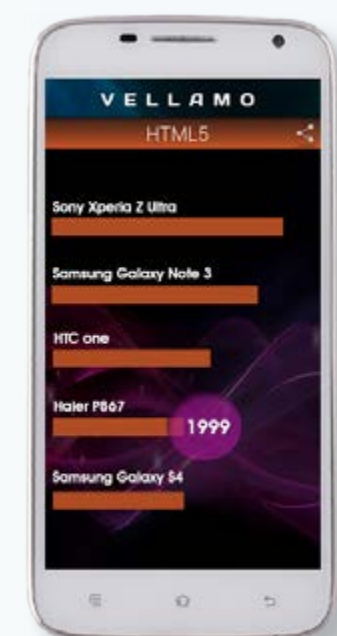 VELLAMO
HTML5
Sony Xperia Z Ultra
Samsung Galaxy Note 3
HTC one
Haier P867
1999
Samsung Galaxy S4